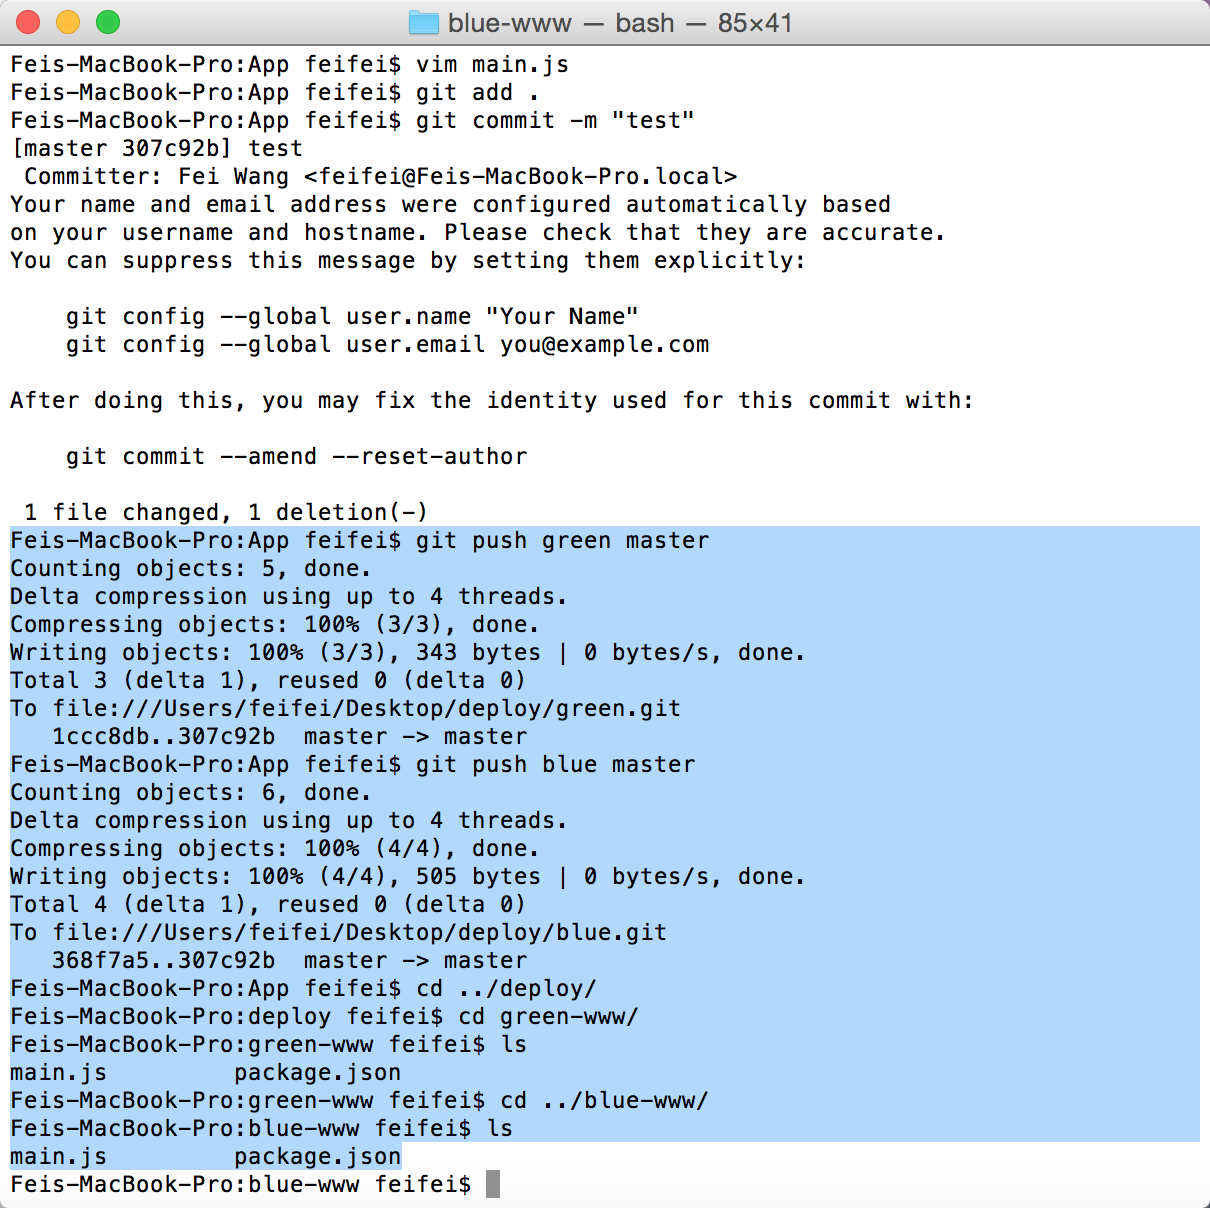 blue-www — bash — 85×41
Feis-MacBook-Pro:App feifei$ vim main.js
Feis-MacBook-Pro:App feifei$ git add .
Feis-MacBook-Pro:App feifei$ git commit -m "test"
[master 307c92b] test
 Committer: Fei Wang <feifei@Feis-MacBook-Pro.local>
Your name and email address were configured automatically based
on your username and hostname. Please check that they are accurate.
You can suppress this message by setting them explicitly:

    git config --global user.name "Your Name"
    git config --global user.email you@example.com

After doing this, you may fix the identity used for this commit with:

    git commit --amend --reset-author

 1 file changed, 1 deletion(-)
Feis-MacBook-Pro:App feifei$ git push green master
Counting objects: 5, done.
Delta compression using up to 4 threads.
Compressing objects: 100% (3/3), done.
Writing objects: 100% (3/3), 343 bytes | 0 bytes/s, done.
Total 3 (delta 1), reused 0 (delta 0)
To file:///Users/feifei/Desktop/deploy/green.git
   1ccc8db..307c92b  master -> master
Feis-MacBook-Pro:App feifei$ git push blue master
Counting objects: 6, done.
Delta compression using up to 4 threads.
Compressing objects: 100% (4/4), done.
Writing objects: 100% (4/4), 505 bytes | 0 bytes/s, done.
Total 4 (delta 1), reused 0 (delta 0)
To file:///Users/feifei/Desktop/deploy/blue.git
   368f7a5..307c92b  master -> master
Feis-MacBook-Pro:App feifei$ cd ../deploy/
Feis-MacBook-Pro:deploy feifei$ cd green-www/
Feis-MacBook-Pro:green-www feifei$ ls
main.js         package.json
Feis-MacBook-Pro:green-www feifei$ cd ../blue-www/
Feis-MacBook-Pro:blue-www feifei$ ls
main.js         package.json
Feis-MacBook-Pro:blue-www feifei$